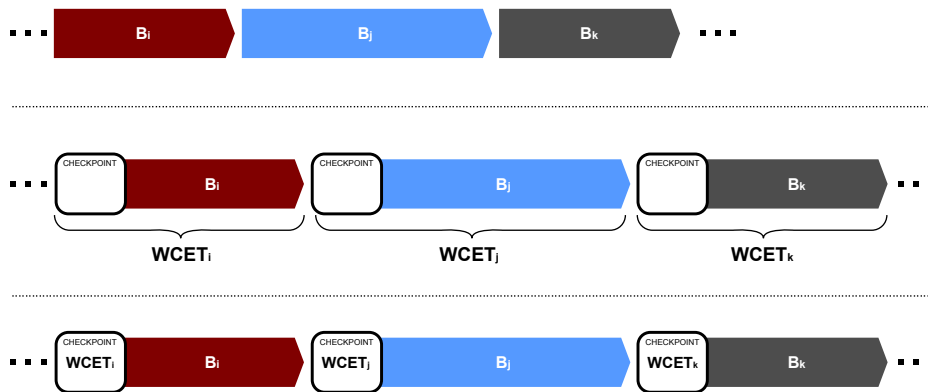 Bi Bj Bk
CHECKPOINT CHECKPOINT CHECKPOINT
Bi Bj Bk
WCETi WCETj WCETk
CHECKPOINT CHECKPOINT CHECKPOINT
WCETi Bi WCETj Bj WCETk Bk